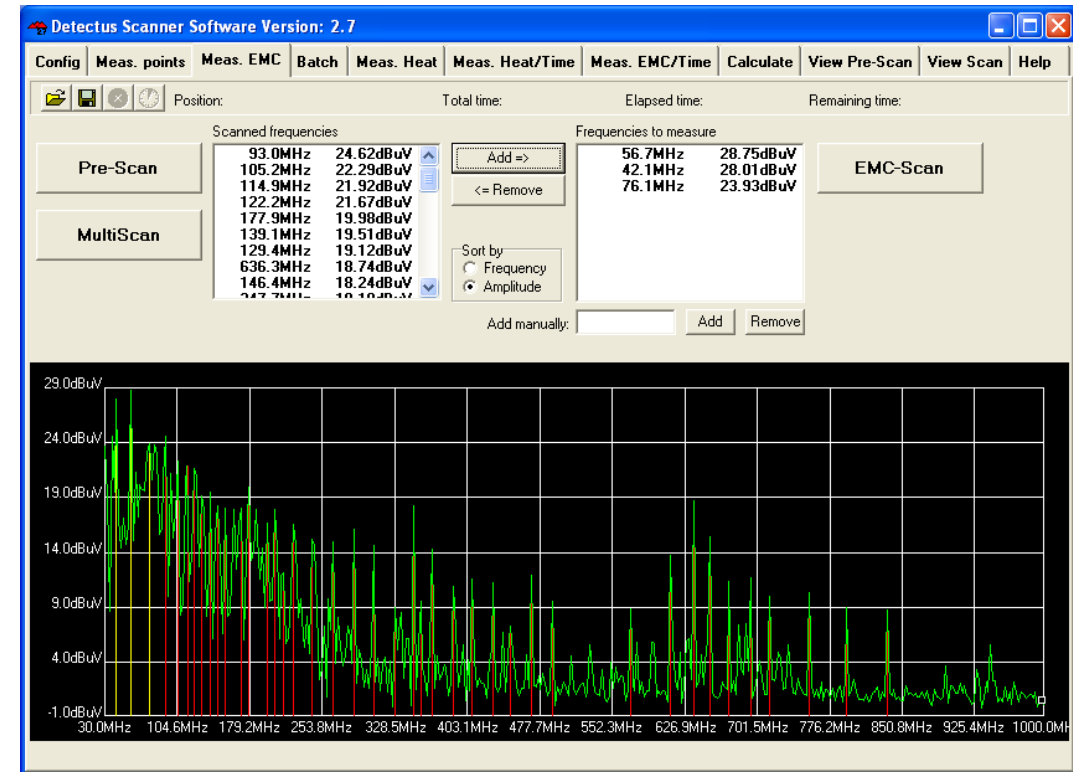 Detectus Scanner Software Version: 2.7
Config Meas. points Meas. EMC Batch Meas. Heat Meas. Heat/Time Meas. EMC/Time Calculate View Pre-Scan View Scan Help
Position: Total time: Elapsed time: Remaining time:
Scanned frequencies Frequencies to measure
Pre-Scan
MultiScan
93.0MHz 24.62dBuV
105.2MHz 22.29dBuV
114.9MHz 21.92dBuV
122.2MHz 21.67dBuV
177.9MHz 19.98dBuV
139.1MHz 19.51dBuV
129.4MHz 19.12dBuV
636.3MHz 18.74dBuV
146.4MHz 18.24dBuV
Add =>
<= Remove
Sort by
Frequency
Amplitude
56.7MHz 28.75dBuV
42.1MHz 28.01dBuV
76.1MHz 23.93dBuV
EMC-Scan
Add manually: Add Remove
29.0dBuV
24.0dBuV
19.0dBuV
14.0dBuV
9.0dBuV
4.0dBuV
-1.0dBuV
30.0MHz 104.6MHz 179.2MHz 253.8MHz 328.5MHz 403.1MHz 477.7MHz 552.3MHz 626.9MHz 701.5MHz 776.2MHz 850.8MHz 925.4MHz 1000.0MH